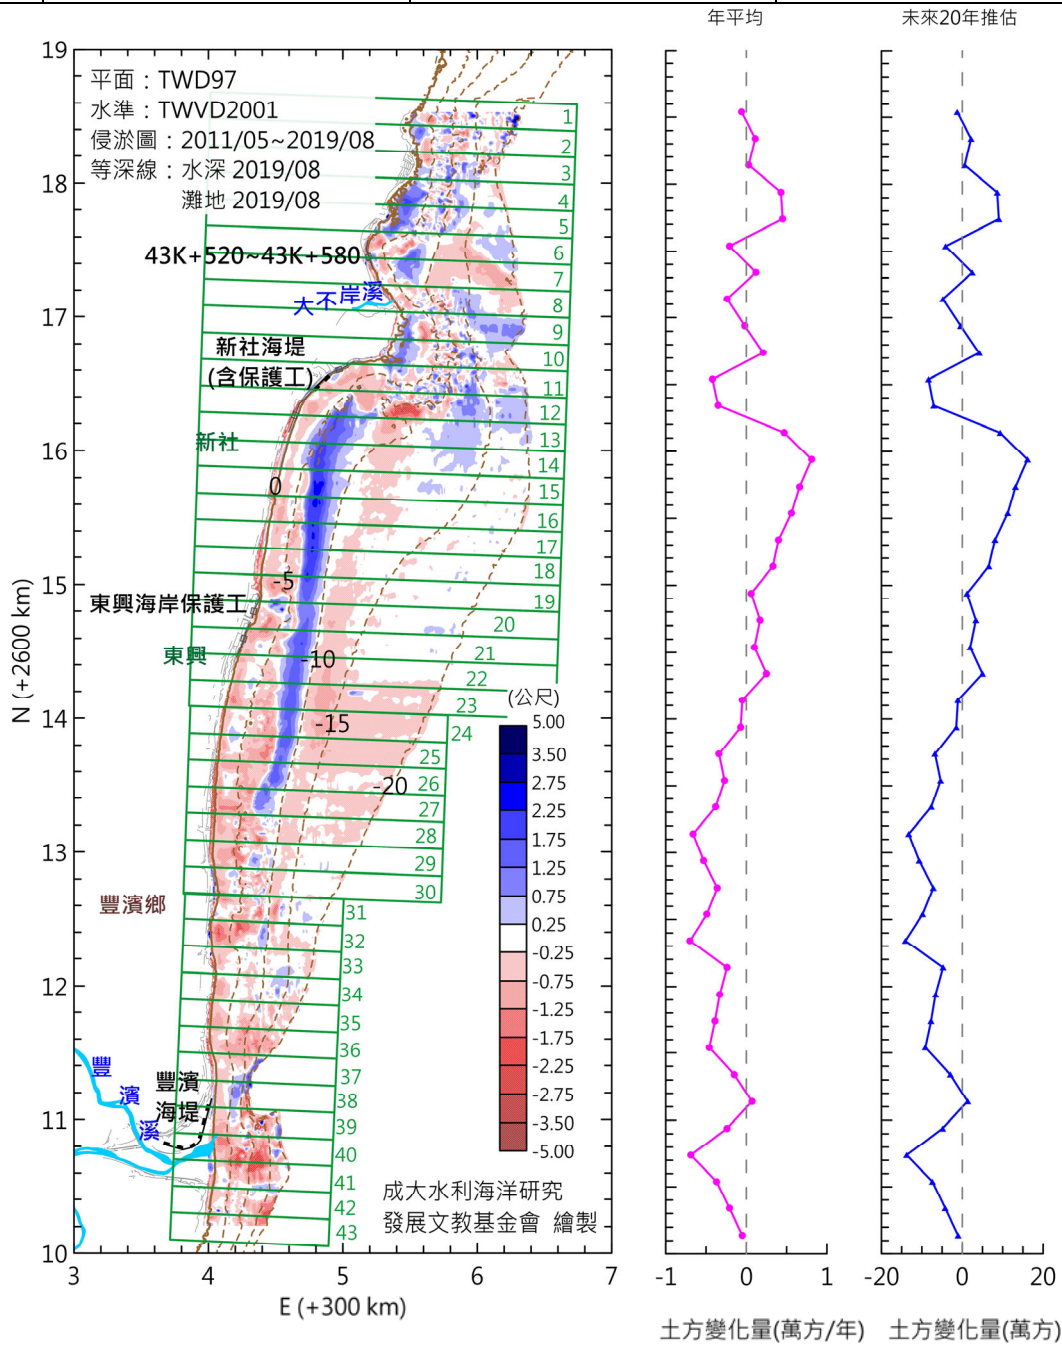 年平均
未來20年推估
平面：TWD97
水準：TWVD2001
侵淤圖：2011/05~2019/08
等深線：水深 2019/08
灘地 2019/08
43K+520~43K+580
大不岸溪
新社海堤
(含保護工)
新社
東興海岸保護工
東興
豐濱鄉
豐濱
海堤
豐
濱
溪
0
-5
-10
-15
-20
1
2
3
4
5
6
7
8
9
10
11
12
13
14
15
16
17
18
19
20
21
22
23
24
25
26
27
28
29
30
31
32
33
34
35
36
37
38
39
40
41
42
43
(公尺)
5.00
3.50
2.75
2.25
1.75
1.25
0.75
0.25
-0.25
-0.75
-1.25
-1.75
-2.25
-2.75
-3.50
-5.00
成大水利海洋研究
發展文教基金會 繪製
N (+2600 km)
19
18
17
16
15
14
13
12
11
10
3 4 5 6 7
E (+300 km)
-1 0 1
土方變化量(萬方/年)
-20 0 20
土方變化量(萬方)